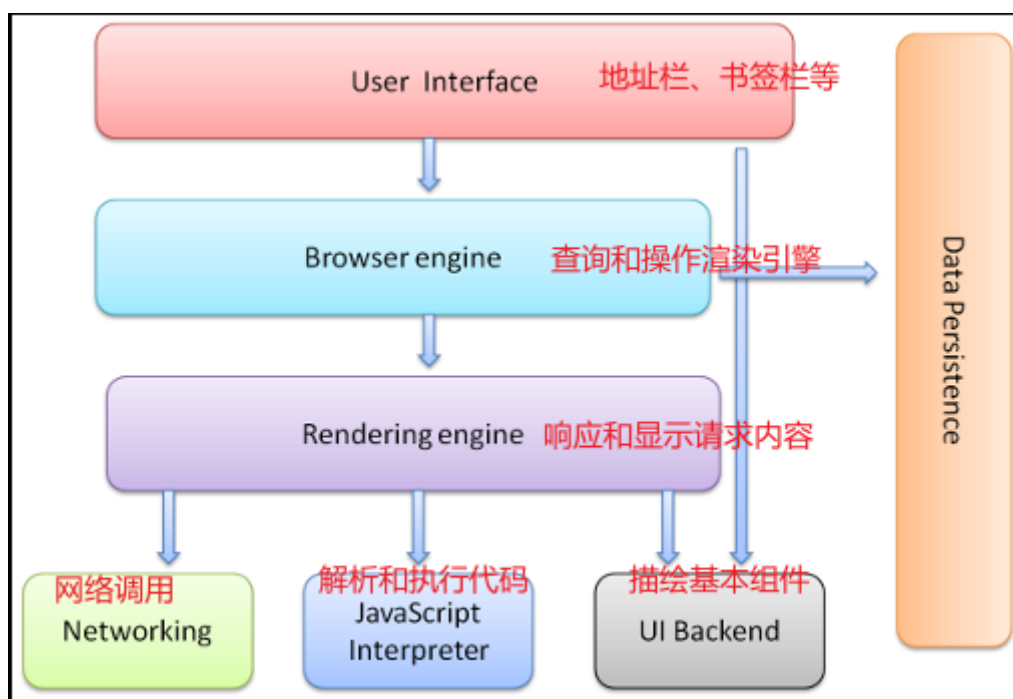 User Interface 地址栏、书签栏等
Browser engine 查询和操作渲染引擎
Rendering engine 响应和显示请求内容
网络调用
Networking
解析和执行代码
JavaScript
Interpreter
描绘基本组件
UI Backend
Data Persistence